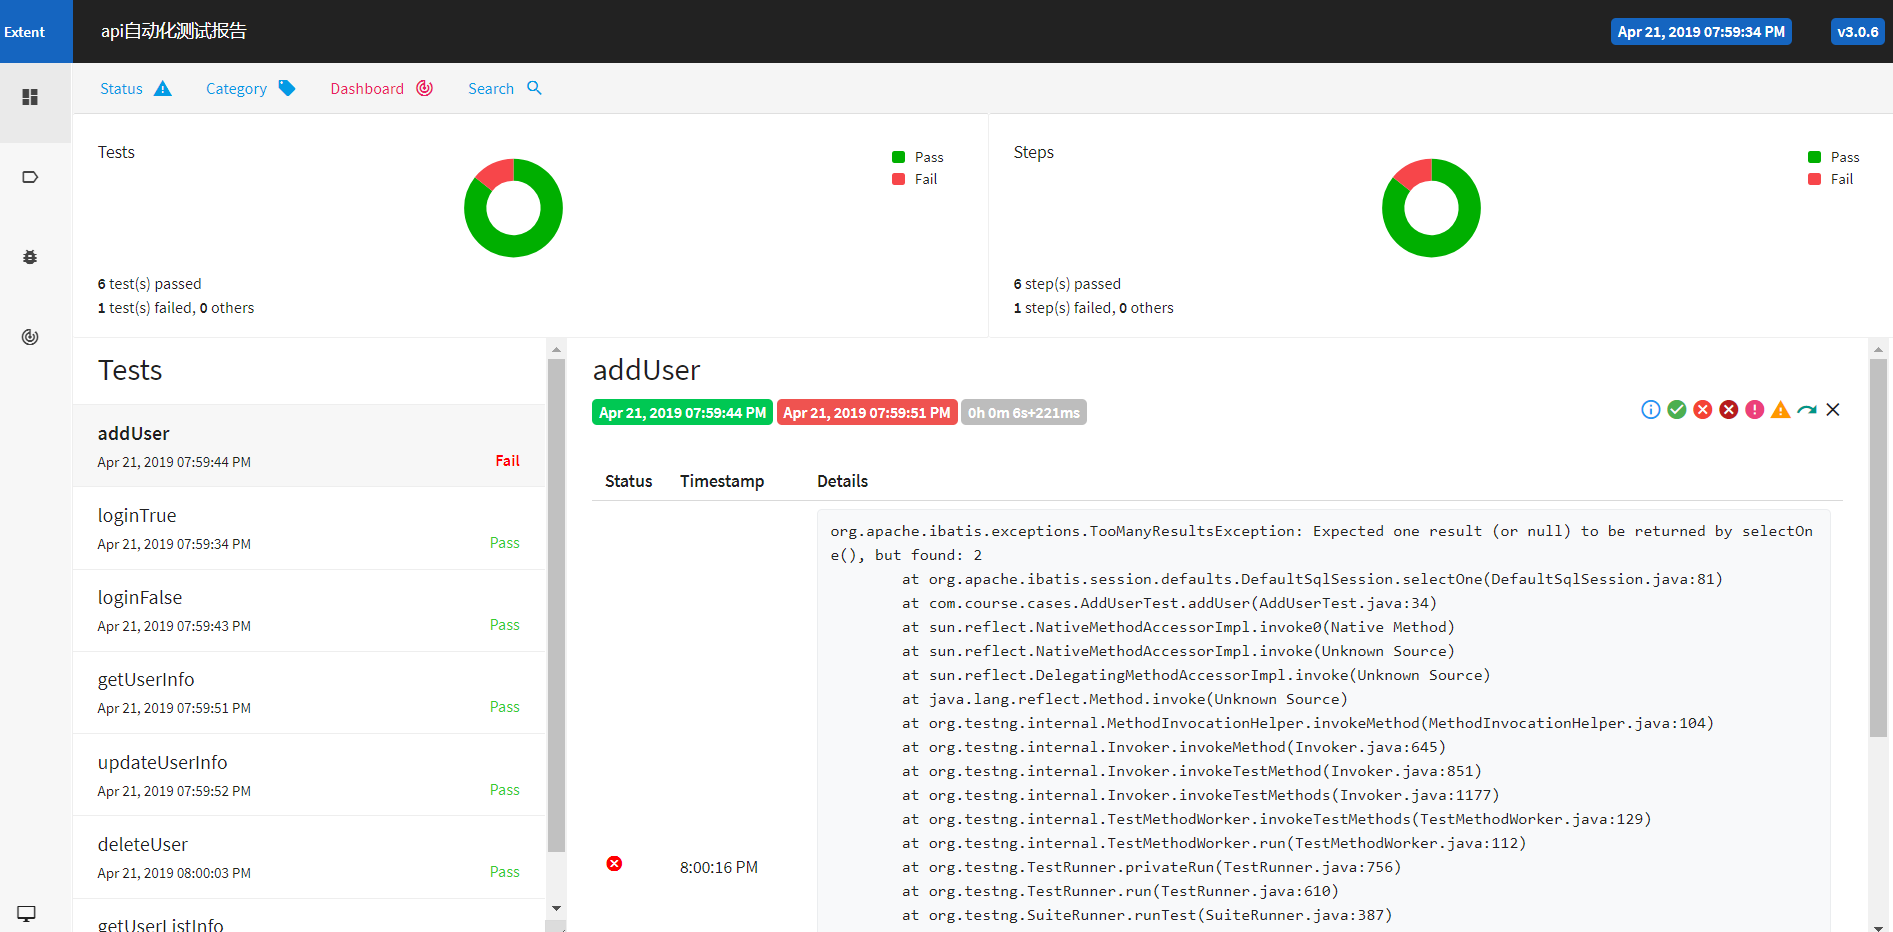 Extent
api自动化测试报告
Apr 21, 2019 07:59:34 PM
v3.0.6
Status
Category
Dashboard
Search
Tests
Pass
Fail
6 test(s) passed
1 test(s) failed, 0 others
Steps
Pass
Fail
6 step(s) passed
1 step(s) failed, 0 others
Tests
addUser
Apr 21, 2019 07:59:44 PM
Fail
loginTrue
Apr 21, 2019 07:59:34 PM
Pass
loginFalse
Apr 21, 2019 07:59:43 PM
Pass
getUserInfo
Apr 21, 2019 07:59:51 PM
Pass
updateUserInfo
Apr 21, 2019 07:59:52 PM
Pass
deleteUser
Apr 21, 2019 08:00:03 PM
Pass
getUserListInfo
addUser
Apr 21, 2019 07:59:44 PM
Apr 21, 2019 07:59:51 PM
0h 0m 6s+221ms
Status Timestamp Details
8:00:16 PM
org.apache.ibatis.exceptions.TooManyResultsException: Expected one result (or null) to be returned by selectOn
e(), but found: 2
at org.apache.ibatis.session.defaults.DefaultSqlSession.selectOne(DefaultSqlSession.java:81)
at com.course.cases.AddUserTest.addUser(AddUserTest.java:34)
at sun.reflect.NativeMethodAccessorImpl.invoke0(Native Method)
at sun.reflect.NativeMethodAccessorImpl.invoke(Unknown Source)
at sun.reflect.DelegatingMethodAccessorImpl.invoke(Unknown Source)
at java.lang.reflect.Method.invoke(Unknown Source)
at org.testng.internal.MethodInvocationHelper.invokeMethod(MethodInvocationHelper.java:104)
at org.testng.internal.Invoker.invokeMethod(Invoker.java:645)
at org.testng.internal.Invoker.invokeTestMethod(Invoker.java:851)
at org.testng.internal.Invoker.invokeTestMethods(Invoker.java:1177)
at org.testng.internal.TestMethodWorker.invokeTestMethods(TestMethodWorker.java:129)
at org.testng.internal.TestMethodWorker.run(TestMethodWorker.java:112)
at org.testng.TestRunner.privateRun(TestRunner.java:756)
at org.testng.TestRunner.run(TestRunner.java:610)
at org.testng.SuiteRunner.runTest(SuiteRunner.java:387)